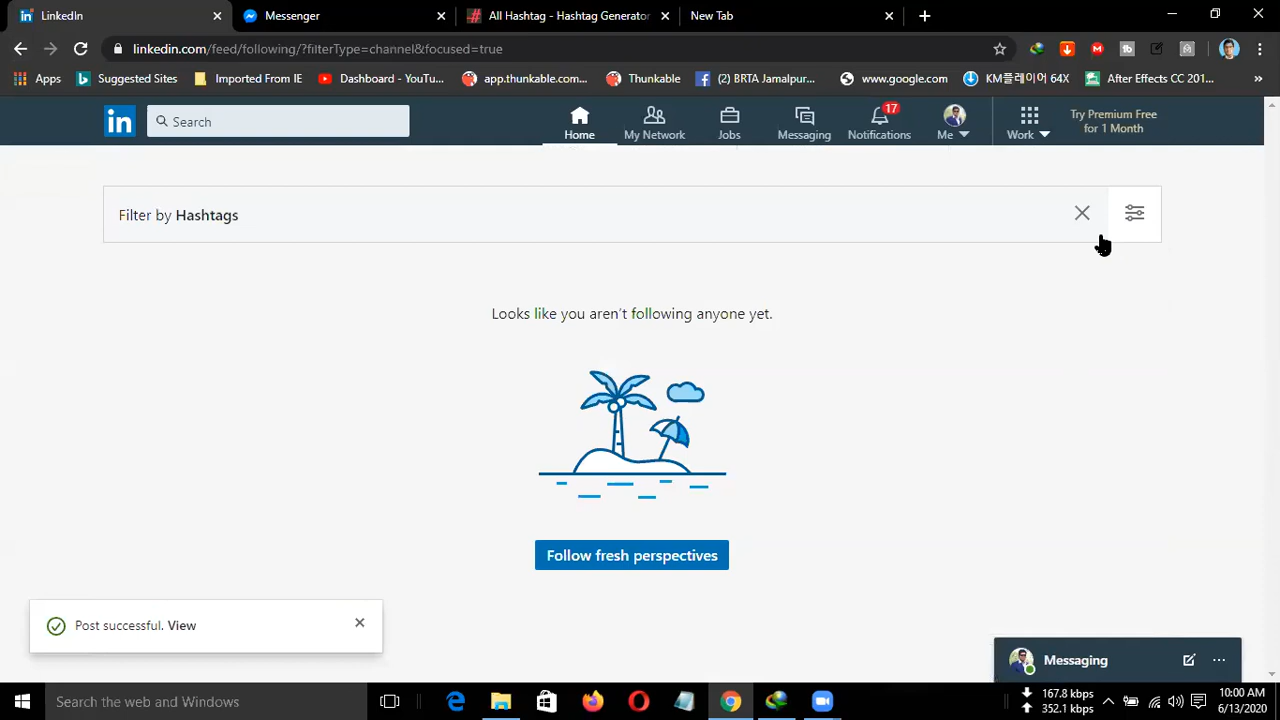 LinkedIn
Messenger
All Hashtag - Hashtag Generator
New Tab
linkedin.com/feed/following/?filterType=channel&focused=true
Apps
Suggested Sites
Imported From IE
Dashboard - YouTu...
app.thunkable.com...
Thunkable
(2) BRTA Jamalpur...
www.google.com
KM플레이어 64X
After Effects CC 201...
»
in
Search
Home
My Network
Jobs
Messaging
17
Notifications
Me
Work
Try Premium Free
for 1 Month
Filter by Hashtags
Looks like you aren't following anyone yet.
Follow fresh perspectives
Post successful. View
Messaging
Search the web and Windows
167.8 kbps
352.1 kbps
10:00 AM
6/13/2020